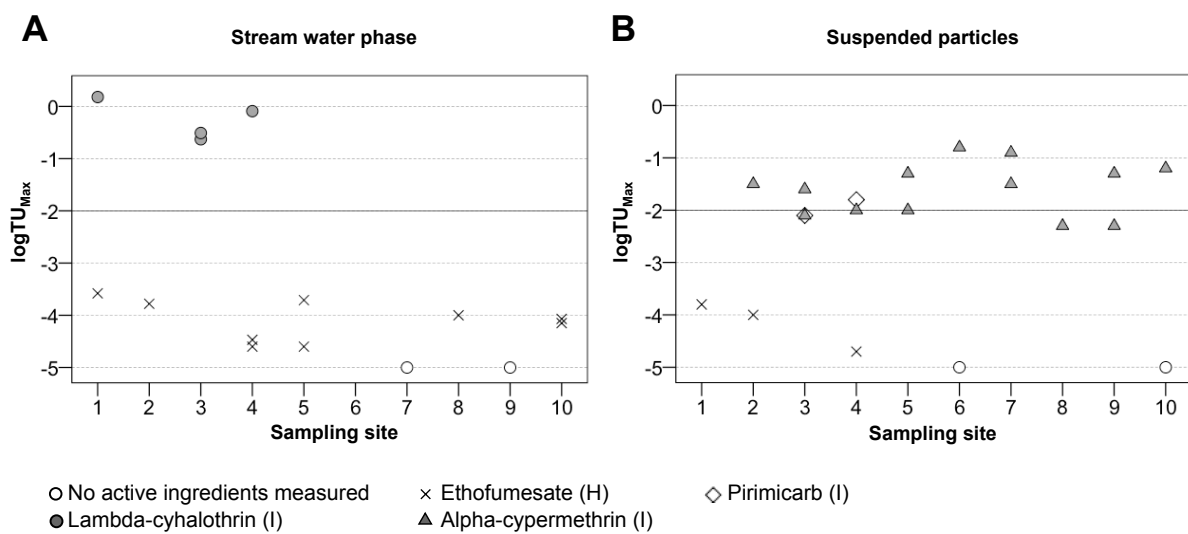 A
Stream water phase
0
-1
-2
-3
-4
-5
logTUMax
1 2 3 4 5 6 7 8 9 10
Sampling site
B
Suspended particles
0
-1
-2
-3
-4
-5
logTUMax
1 2 3 4 5 6 7 8 9 10
Sampling site
No active ingredients measured
Ethofumesate (H)
Pirimicarb (I)
Lambda-cyhalothrin (I)
Alpha-cypermethrin (I)